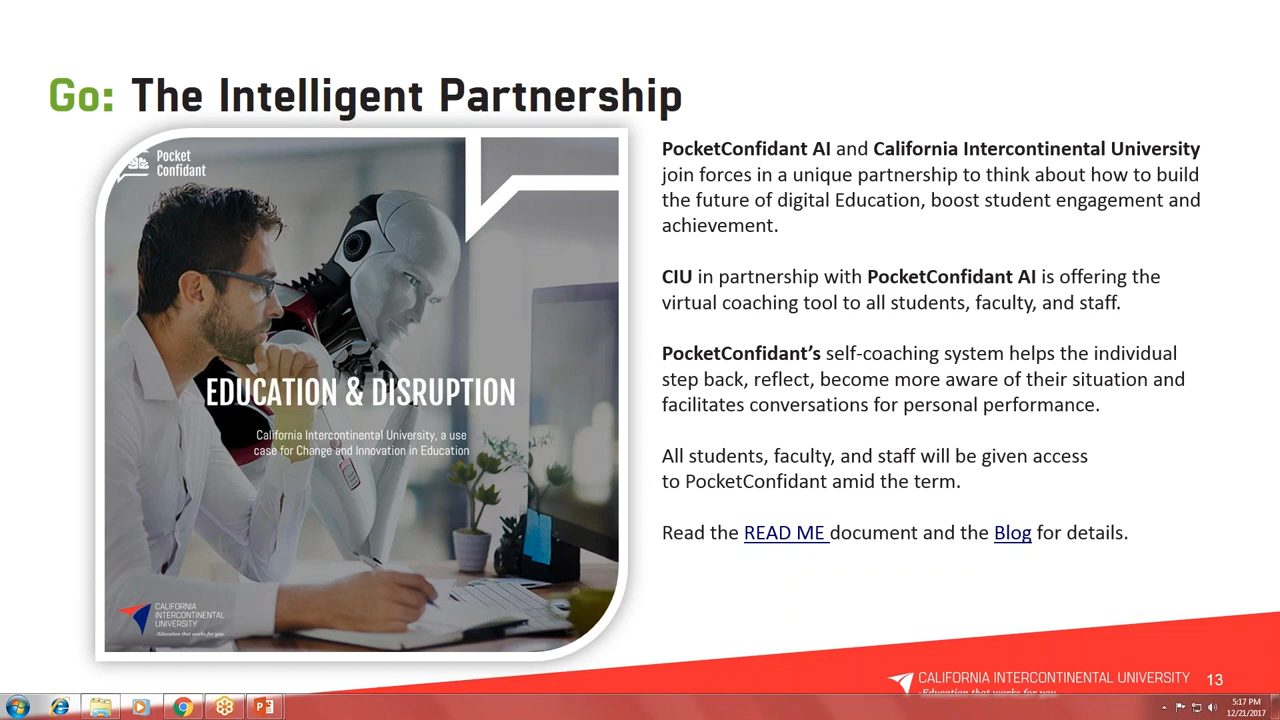 Go: The Intelligent Partnership
Pocket
Confidant
EDUCATION & DISRUPTION
California Intercontinental University, a use
case for Change and Innovation in Education
CALIFORNIA
INTERCONTINENTAL
UNIVERSITY
-Education that works for you.
PocketConfidant AI and California Intercontinental University
join forces in a unique partnership to think about how to build
the future of digital Education, boost student engagement and
achievement.
CIU in partnership with PocketConfidant AI is offering the
virtual coaching tool to all students, faculty, and staff.
PocketConfidant’s self-coaching system helps the individual
step back, reflect, become more aware of their situation and
facilitates conversations for personal performance.
All students, faculty, and staff will be given access
to PocketConfidant amid the term.
Read the READ ME document and the Blog for details.
CALIFORNIA INTERCONTINENTAL UNIVERSITY
-Education that works for you
13
5:17 PM
12/21/2017